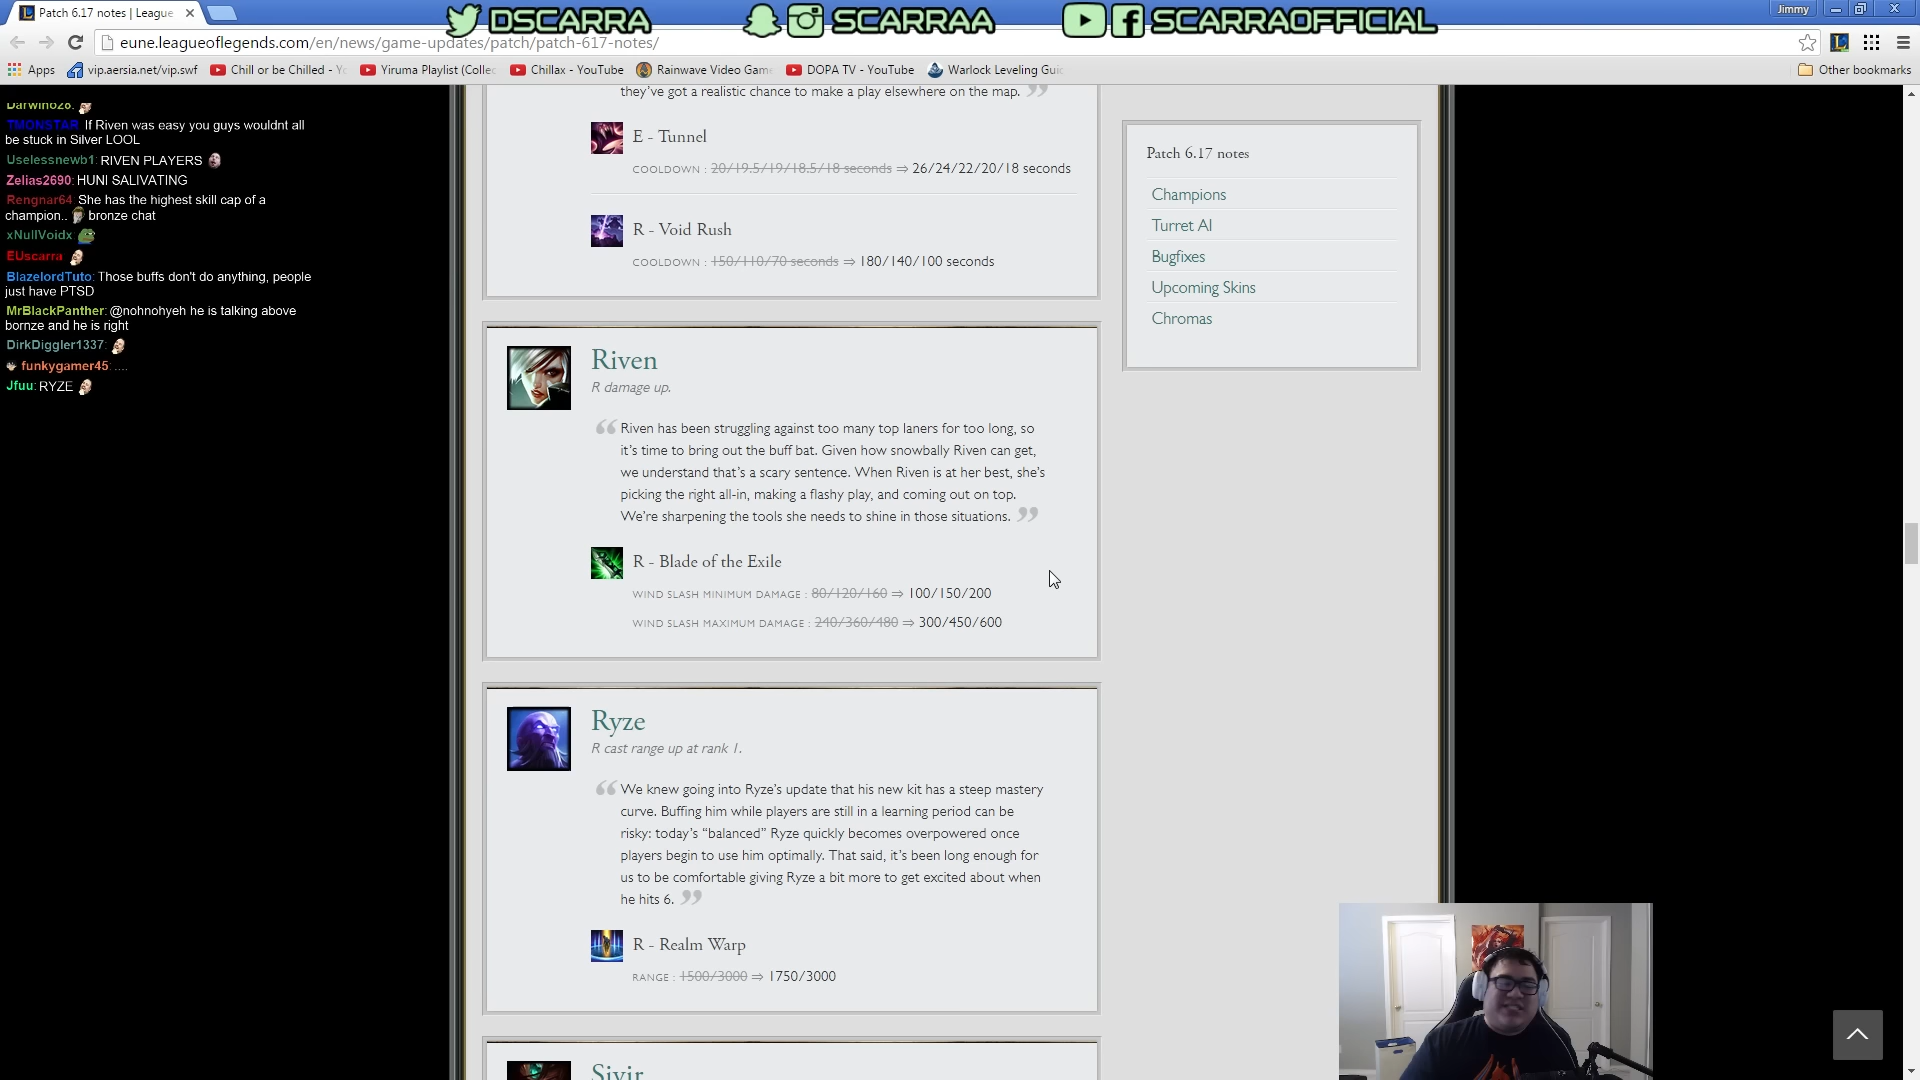 Patch 6.17 notes | League
Jimmy
DSCARRA
SCARRAA
SCARRAOFFICIAL
eune.leagueoflegends.com/en/news/game-updates/patch/patch-617-notes/
Apps
vip.aersia.net/vip.swf
Chill or be Chilled - Yo
Yiruma Playlist (Collec
Chillax - YouTube
Rainwave Video Game
DOPA TV - YouTube
Warlock Leveling Guid
Other bookmarks
Darwino28:
TMONSTAR: If Riven was easy you guys wouldnt all
be stuck in Silver LOOL
Uselessnewb1: RIVEN PLAYERS
Zelias2690: HUNI SALIVATING
Rengnar64: She has the highest skill cap of a
champion.. bronze chat
xNullVoidx
EUscarra
BlazelordTuto: Those buffs don't do anything, people
just have PTSD
MrBlackPanther: @nohnohyeh he is talking above
bornze and he is right
DirkDiggler1337:
funkygamer45: ....
Jfuu: RYZE
they've got a realistic chance to make a play elsewhere on the map. ”
E - Tunnel
COOLDOWN : 20/19.5/19/18.5/18 seconds ⇒ 26/24/22/20/18 seconds
R - Void Rush
COOLDOWN : 150/110/70 seconds ⇒ 180/140/100 seconds
Riven
R damage up.
“ Riven has been struggling against too many top laners for too long, so
it's time to bring out the buff bat. Given how snowbally Riven can get,
we understand that's a scary sentence. When Riven is at her best, she's
picking the right all-in, making a flashy play, and coming out on top.
We're sharpening the tools she needs to shine in those situations. ”
R - Blade of the Exile
WIND SLASH MINIMUM DAMAGE : 80/120/160 ⇒ 100/150/200
WIND SLASH MAXIMUM DAMAGE : 240/360/480 ⇒ 300/450/600
Ryze
R cast range up at rank 1.
“ We knew going into Ryze's update that his new kit has a steep mastery
curve. Buffing him while players are still in a learning period can be
risky: today's “balanced” Ryze quickly becomes overpowered once
players begin to use him optimally. That said, it's been long enough for
us to be comfortable giving Ryze a bit more to get excited about when
he hits 6. ”
R - Realm Warp
RANGE : 1500/3000 ⇒ 1750/3000
Sivir
Patch 6.17 notes
Champions
Turret AI
Bugfixes
Upcoming Skins
Chromas